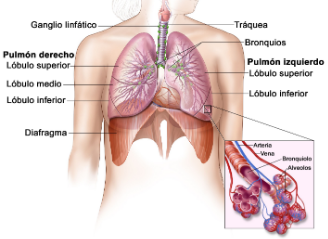 Ganglio linfático
Tráquea
Bronquios
Pulmón derecho
Lóbulo superior
Lóbulo medio
Lóbulo inferior
Diafragma
Pulmón izquierdo
Lóbulo superior
Lóbulo inferior
Arteria
Vena
Bronquiolo
Alveolos